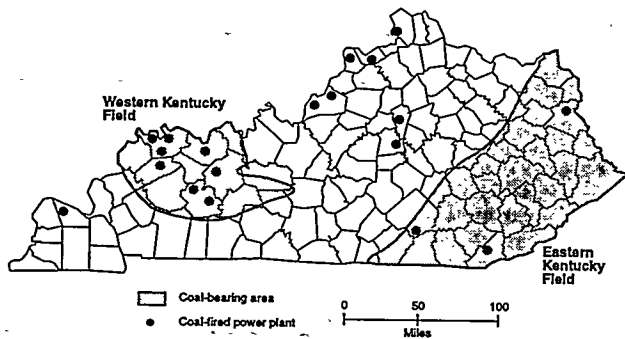 Western Kentucky
Field
Eastern
Kentucky
Field
Coal-bearing area
Coal-fired power plant
0
50
100
Miles